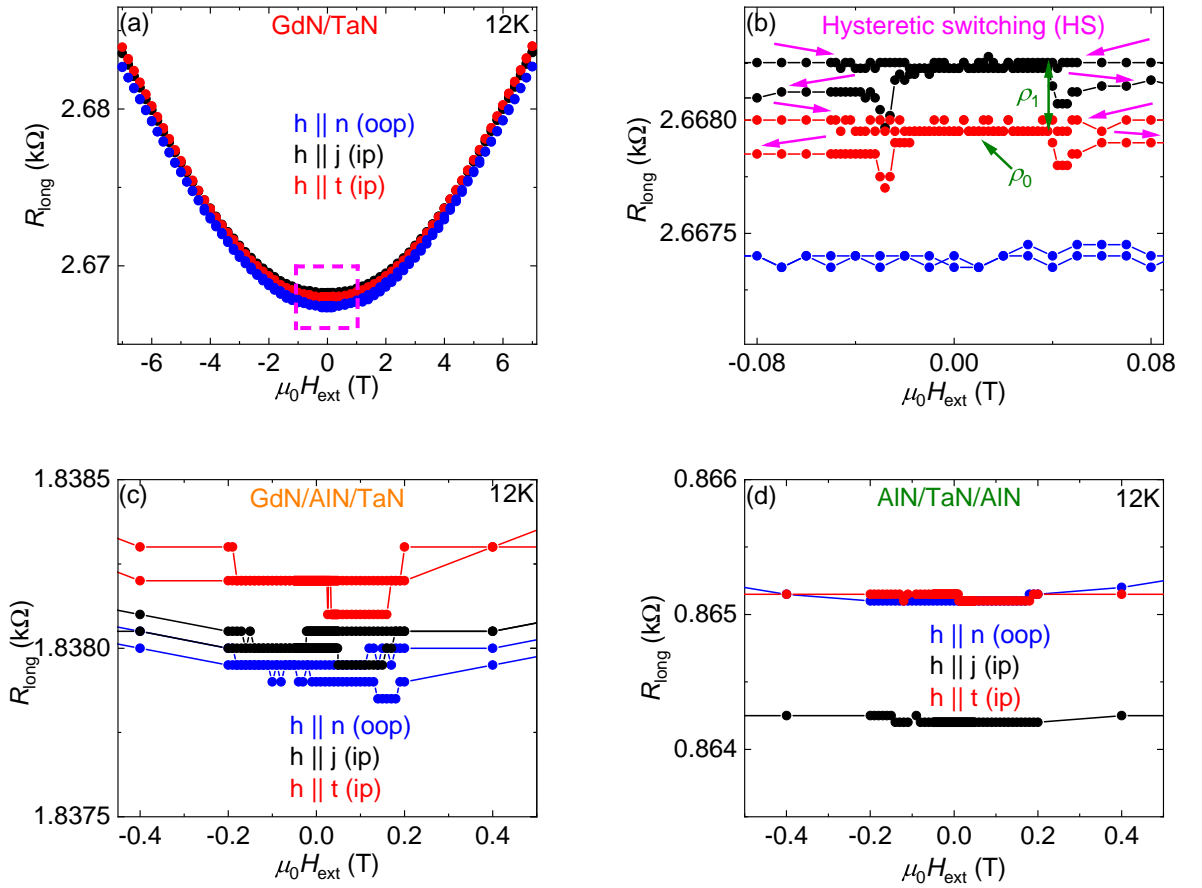 (a) GdN/TaN 12K
h || n (oop)
h || j (ip)
h || t (ip)
2.68
2.67
R_long (kΩ)
-6 -4 -2 0 2 4 6
μ₀H_ext (T)
(b) Hysteretic switching (HS)
ρ₁
ρ₀
2.6680
2.6675
R_long (kΩ)
-0.08 0.00 0.08
μ₀H_ext (T)
(c) GdN/AlN/TaN 12K
h || n (oop)
h || j (ip)
h || t (ip)
1.8385
1.8380
1.8375
R_long (kΩ)
-0.4 -0.2 0.0 0.2 0.4
μ₀H_ext (T)
(d) AlN/TaN/AlN 12K
h || n (oop)
h || j (ip)
h || t (ip)
0.866
0.865
0.864
R_long (kΩ)
-0.4 -0.2 0.0 0.2 0.4
μ₀H_ext (T)